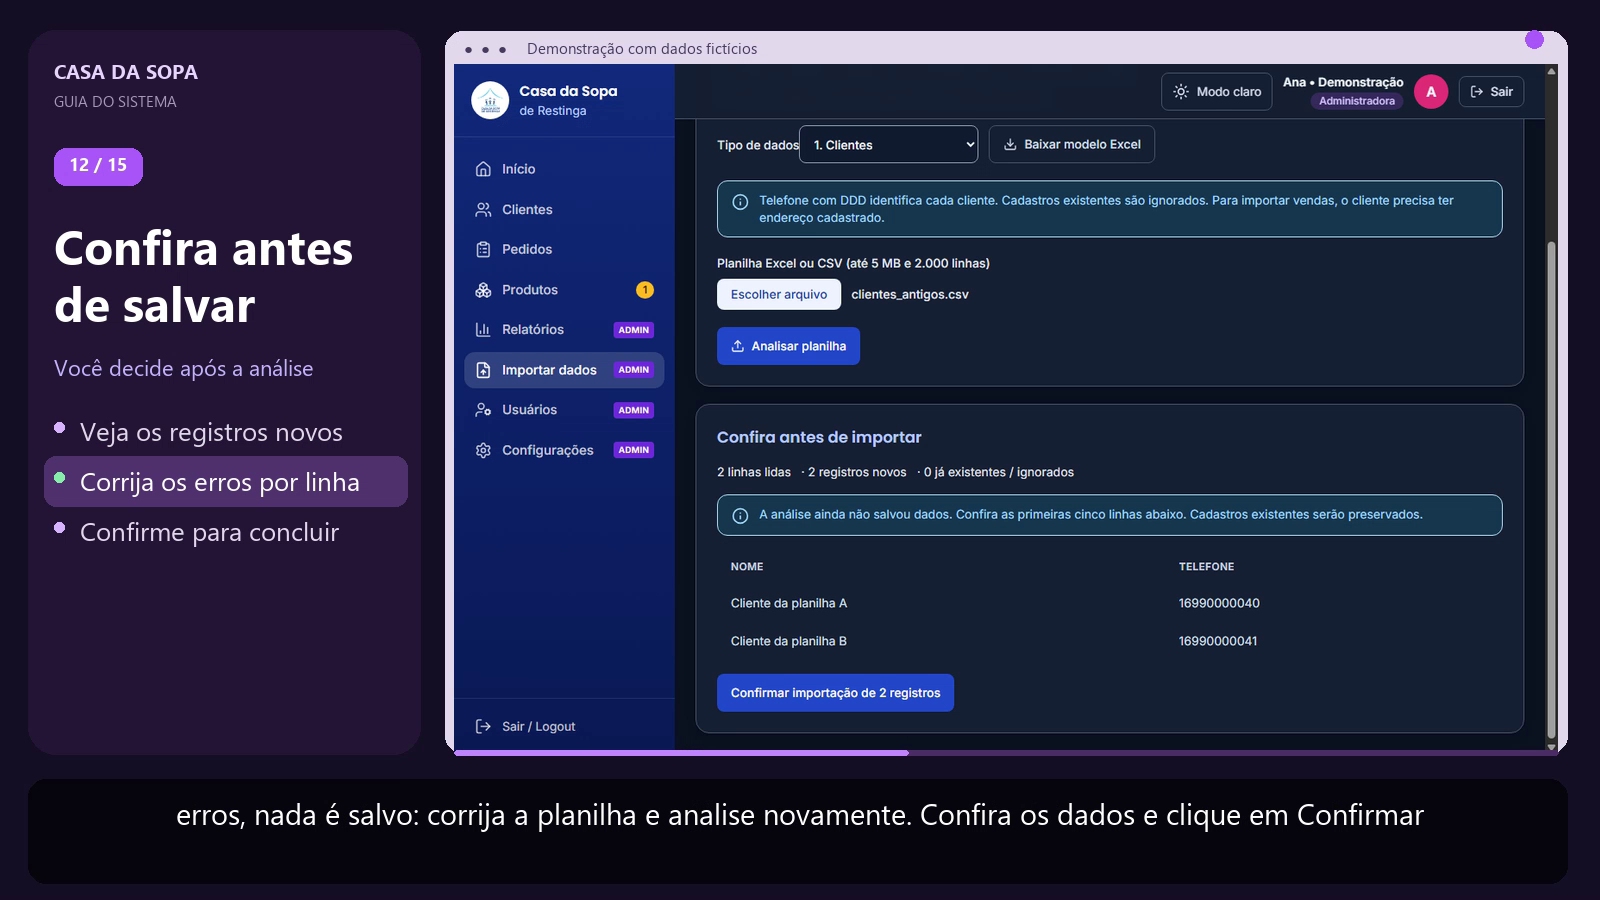 CASA DA SOPA
GUIA DO SISTEMA
12 / 15
Confira antes
de salvar
Você decide após a análise
Veja os registros novos
Corrija os erros por linha
Confirme para concluir
Demonstração com dados fictícios
Casa da Sopa
de Restinga
Início
Clientes
Pedidos
Produtos 1
Relatórios ADMIN
Importar dados ADMIN
Usuários ADMIN
Configurações ADMIN
Sair / Logout
Modo claro
Ana • Demonstração
Administradora
A
Sair
Tipo de dados 1. Clientes Baixar modelo Excel
Telefone com DDD identifica cada cliente. Cadastros existentes são ignorados. Para importar vendas, o cliente precisa ter
endereço cadastrado.
Planilha Excel ou CSV (até 5 MB e 2.000 linhas)
Escolher arquivo clientes_antigos.csv
Analisar planilha
Confira antes de importar
2 linhas lidas · 2 registros novos · 0 já existentes / ignorados
A análise ainda não salvou dados. Confira as primeiras cinco linhas abaixo. Cadastros existentes serão preservados.
NOME TELEFONE
Cliente da planilha A 16990000040
Cliente da planilha B 16990000041
Confirmar importação de 2 registros
erros, nada é salvo: corrija a planilha e analise novamente. Confira os dados e clique em Confirmar